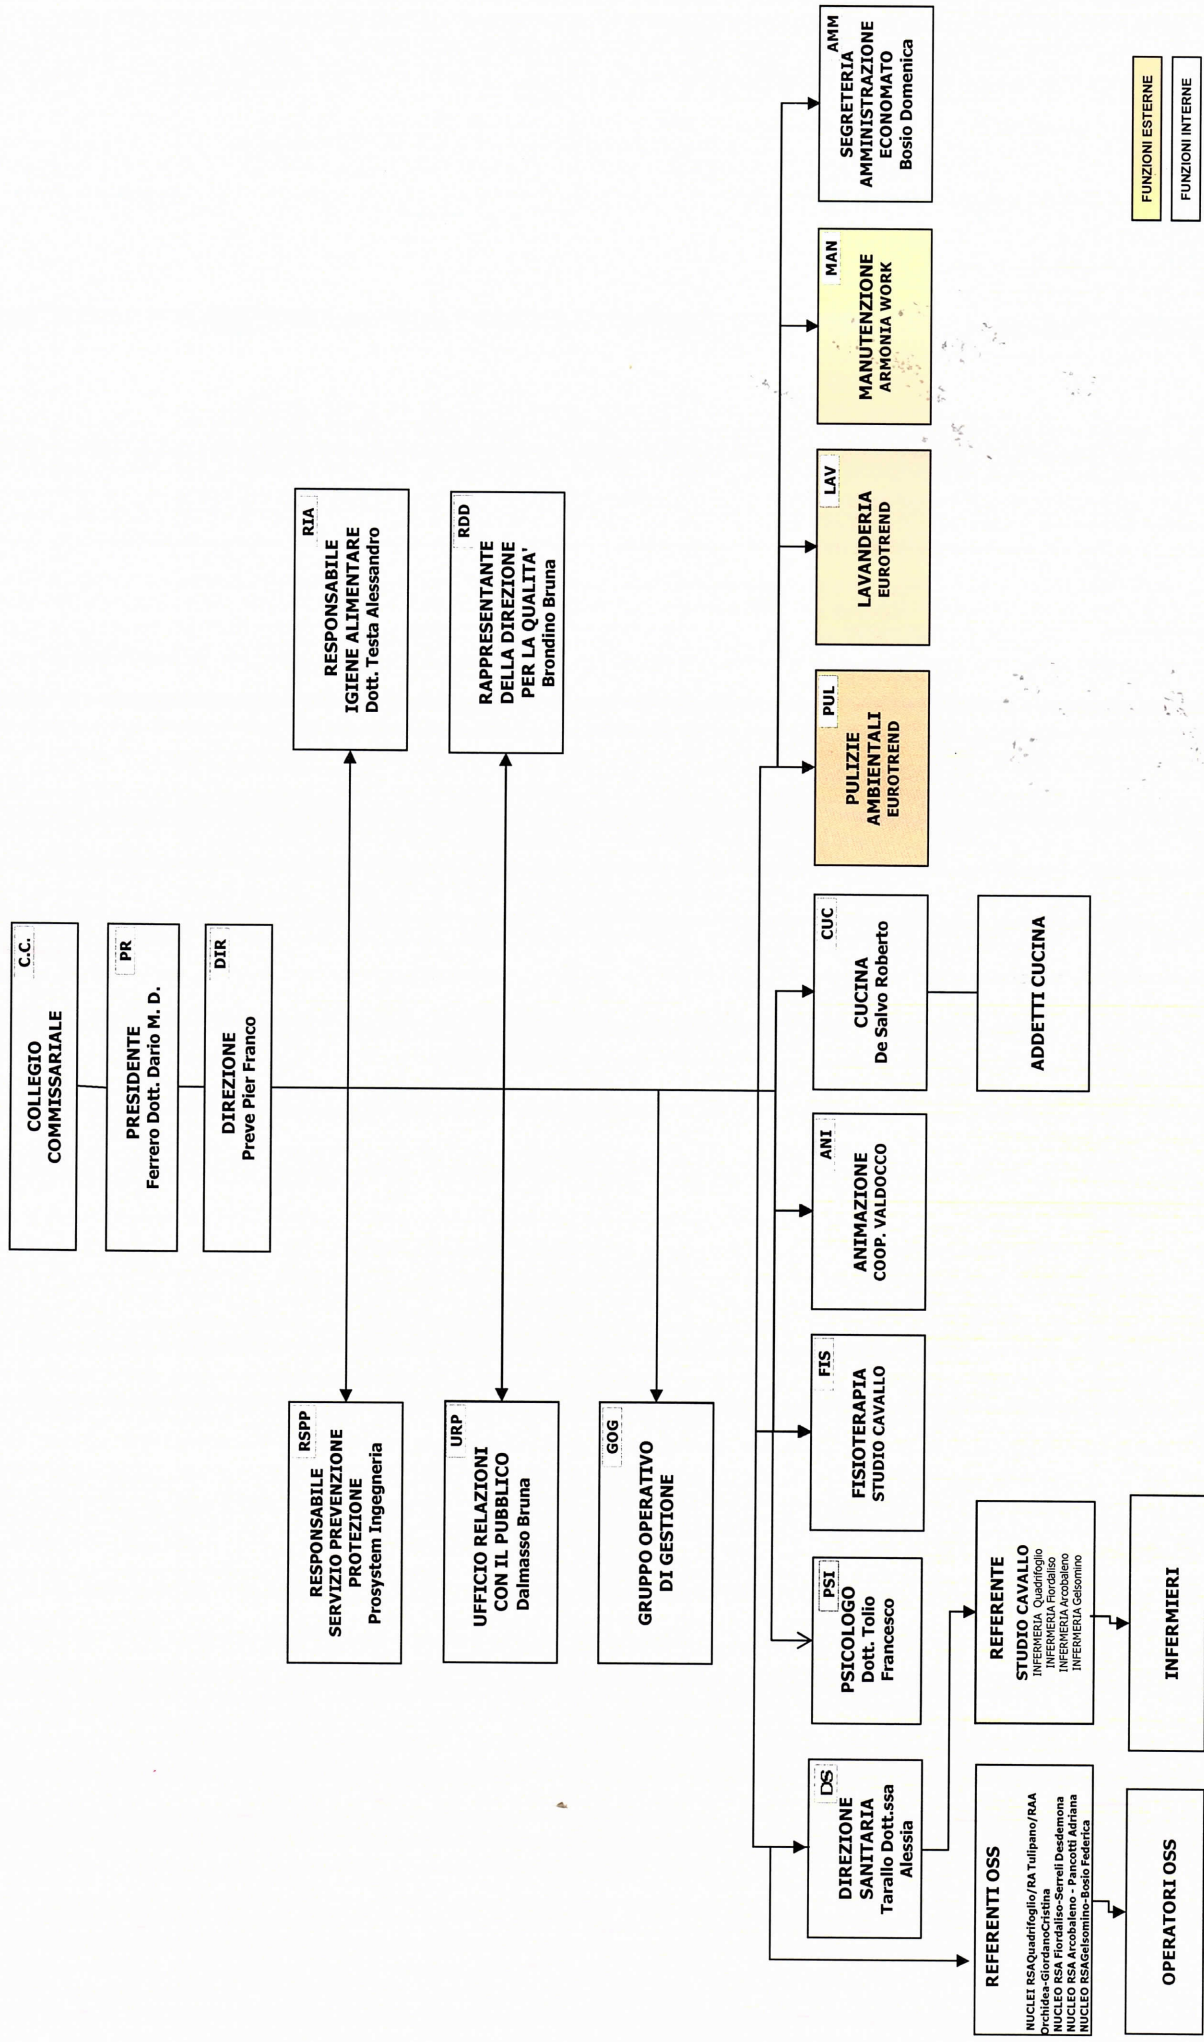 C.C.
COLLEGIO
COMMISSARIALE
PR
PRESIDENTE
Ferrero Dott. Dario M. D.
DIR
DIREZIONE
Preve Pier Franco
RSPP
RESPONSABILE
SERVIZIO PREVENZIONE
PROTEZIONE
Prosystem Ingegneria
RIA
RESPONSABILE
IGIENE ALIMENTARE
Dott. Testa Alessandro
URP
UFFICIO RELAZIONI
CON IL PUBBLICO
Dalmasso Bruna
RDD
RAPPRESENTANTE
DELLA DIREZIONE
PER LA QUALITA'
Brondino Bruna
GOG
GRUPPO OPERATIVO
DI GESTIONE
DS
DIREZIONE
SANITARIA
Tarallo Dott.ssa
Alessia
PSI
PSICOLOGO
Dott. Tolio
Francesco
FIS
FISIOTERAPIA
STUDIO CAVALLO
ANI
ANIMAZIONE
COOP. VALDOCCO
CUC
CUCINA
De Salvo Roberto
PUL
PULIZIE
AMBIENTALI
EUROTREND
LAV
LAVANDERIA
EUROTREND
MAN
MANUTENZIONE
ARMONIA WORK
AMM
SEGRETERIA
AMMINISTRAZIONE
ECONOMATO
Bosio Domenica
REFERENTI OSS
NUCLEI RSAQuadrifoglio/RA Tulipano/RAA
Orchidea-GiordanoCristina
NUCLEO RSA Fiordaliso-Serreli Desdemona
NUCLEO RSA Arcobaleno - Pancotti Adriana
NUCLEO RSAGelsomino-Bosio Federica
REFERENTE
STUDIO CAVALLO
INFERMERIA Quadrifoglio
INFERMERIA Fiordaliso
INFERMERIA Arcobaleno
INFERMERIA Gelsomino
ADDETTI CUCINA
OPERATORI OSS
INFERMIERI
FUNZIONI ESTERNE
FUNZIONI INTERNE